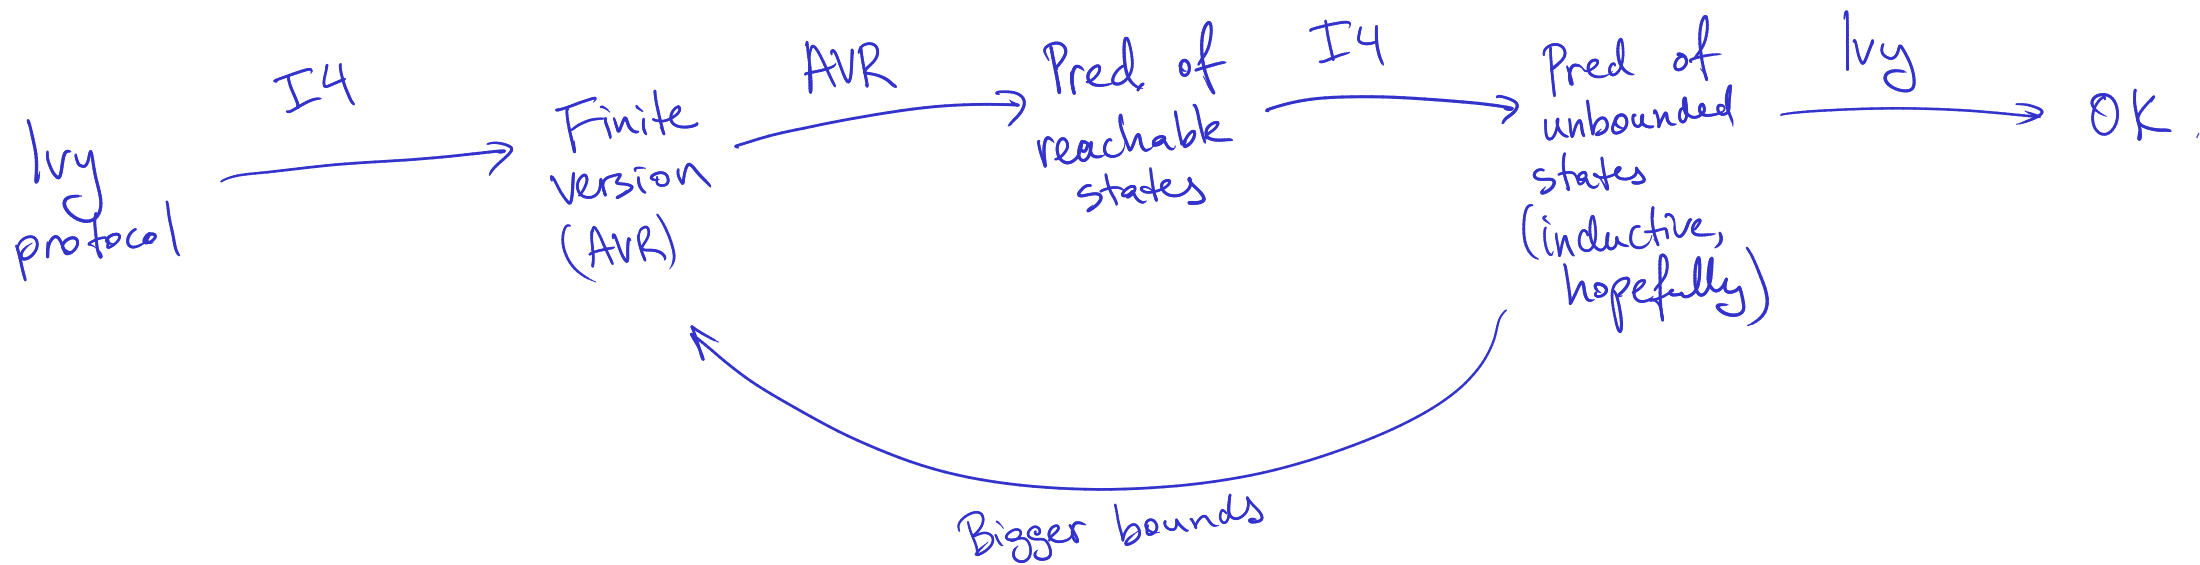 Ivy
protocol
I4
Finite
version
(AVR)
AVR
Pred. of
reachable
states
I4
Pred of
unbounded
states
(inductive,
hopefully)
Ivy
OK.
Bigger bounds